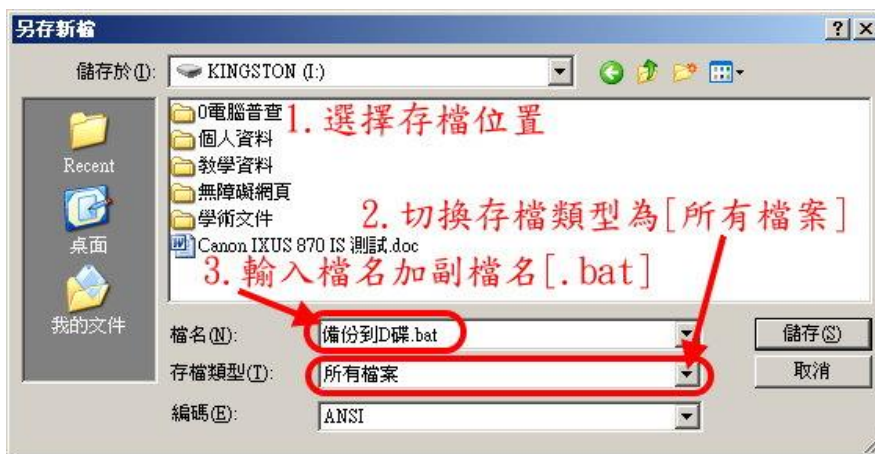 另存新檔
儲存於(I):
KINGSTON (I:)
Recent
桌面
我的文件
0電腦普查
個人資料
教學資料
無障礙網頁
學術文件
Canon IXUS 870 IS 測試.doc
1.選擇存檔位置
2.切換存檔類型為[所有檔案]
3.輸入檔名加副檔名[.bat]
檔名(N):
備份到D碟.bat
儲存(S)
存檔類型(T):
所有檔案
取消
編碼(E):
ANSI